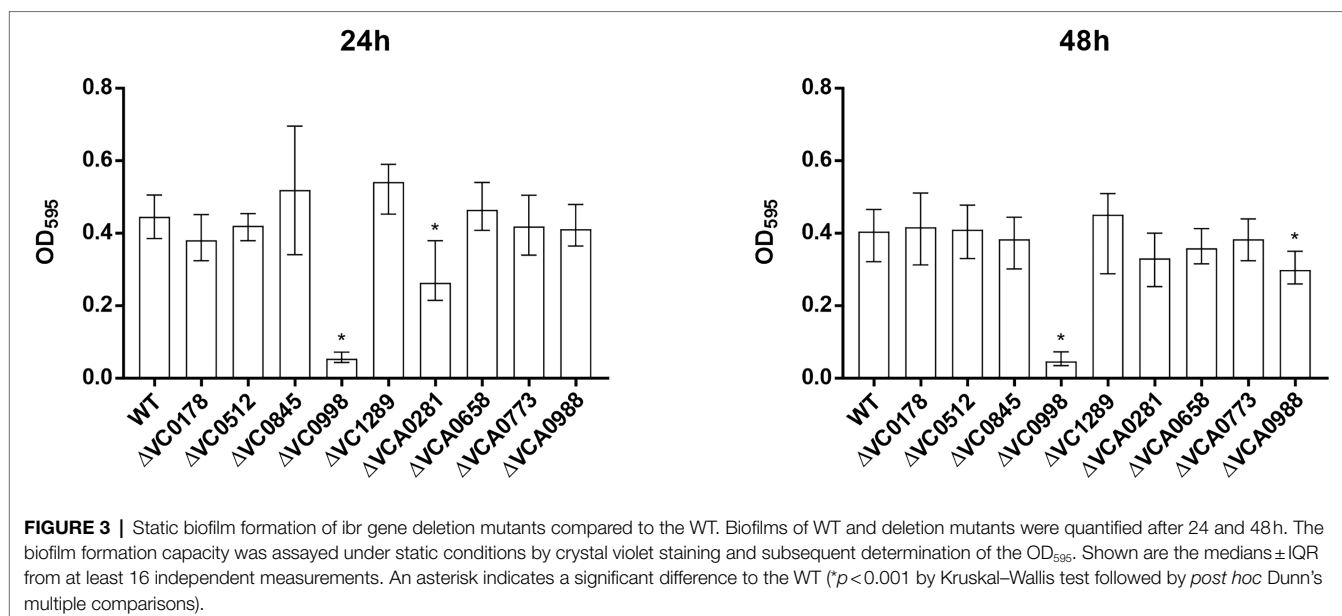 24h
0.8
0.6
0.4
0.2
0.0
OD595
*
*
WT
ΔVC0178
ΔVC0512
ΔVC0845
ΔVC0998
ΔVC1289
ΔVCA0281
ΔVCA0658
ΔVCA0773
ΔVCA0988
48h
0.8
0.6
0.4
0.2
0.0
OD595
*
*
WT
ΔVC0178
ΔVC0512
ΔVC0845
ΔVC0998
ΔVC1289
ΔVCA0281
ΔVCA0658
ΔVCA0773
ΔVCA0988
FIGURE 3 | Static biofilm formation of ibr gene deletion mutants compared to the WT. Biofilms of WT and deletion mutants were quantified after 24 and 48h. The
biofilm formation capacity was assayed under static conditions by crystal violet staining and subsequent determination of the OD595. Shown are the medians ± IQR
from at least 16 independent measurements. An asterisk indicates a significant difference to the WT (*p < 0.001 by Kruskal–Wallis test followed by post hoc Dunn's
multiple comparisons).